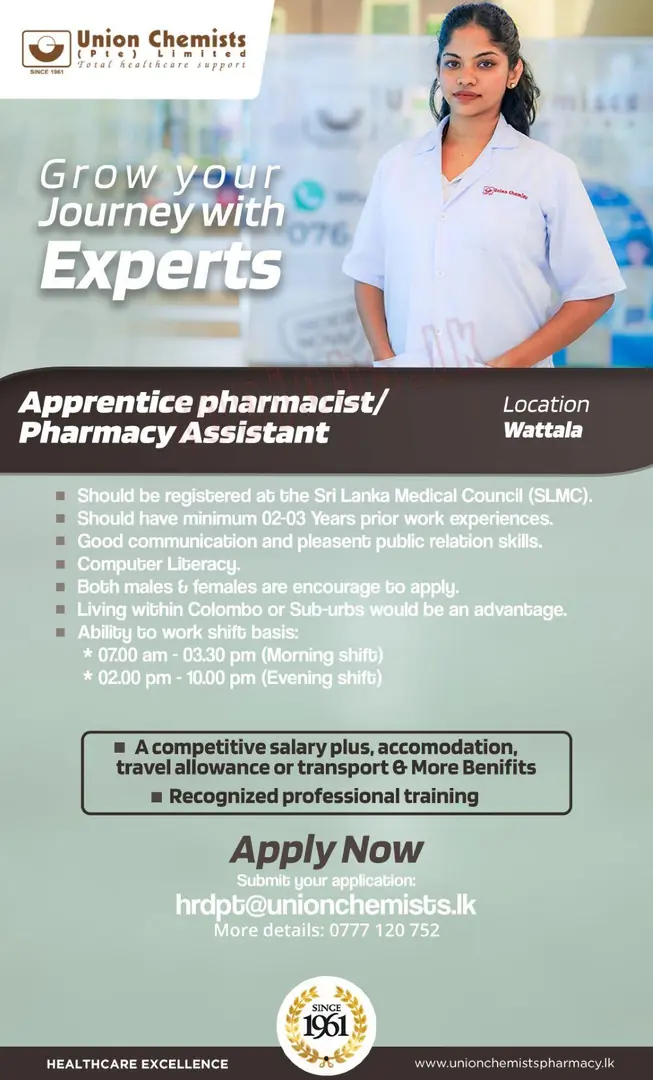 Union Chemists
(Pte) Limited
Total healthcare support
SINCE 1961
Union Chemists
076
Grow your
Journey with
Experts
Apprentice pharmacist/
Pharmacy Assistant
Location
Wattala
Should be registered at the Sri Lanka Medical Council (SLMC).
Should have minimum 02-03 Years prior work experiences.
Good communication and pleasent public relation skills.
Computer Literacy.
Both males & females are encourage to apply.
Living within Colombo or Sub-urbs would be an advantage.
Ability to work shift basis:
* 07.00 am - 03.30 pm (Morning shift)
* 02.00 pm - 10.00 pm (Evening shift)
A competitive salary plus, accomodation,
travel allowance or transport & More Benifits
Recognized professional training
Apply Now
Submit your application:
hrdpt@unionchemists.lk
More details: 0777 120 752
SINCE
1961
HEALTHCARE EXCELLENCE
www.unionchemistspharmacy.lk